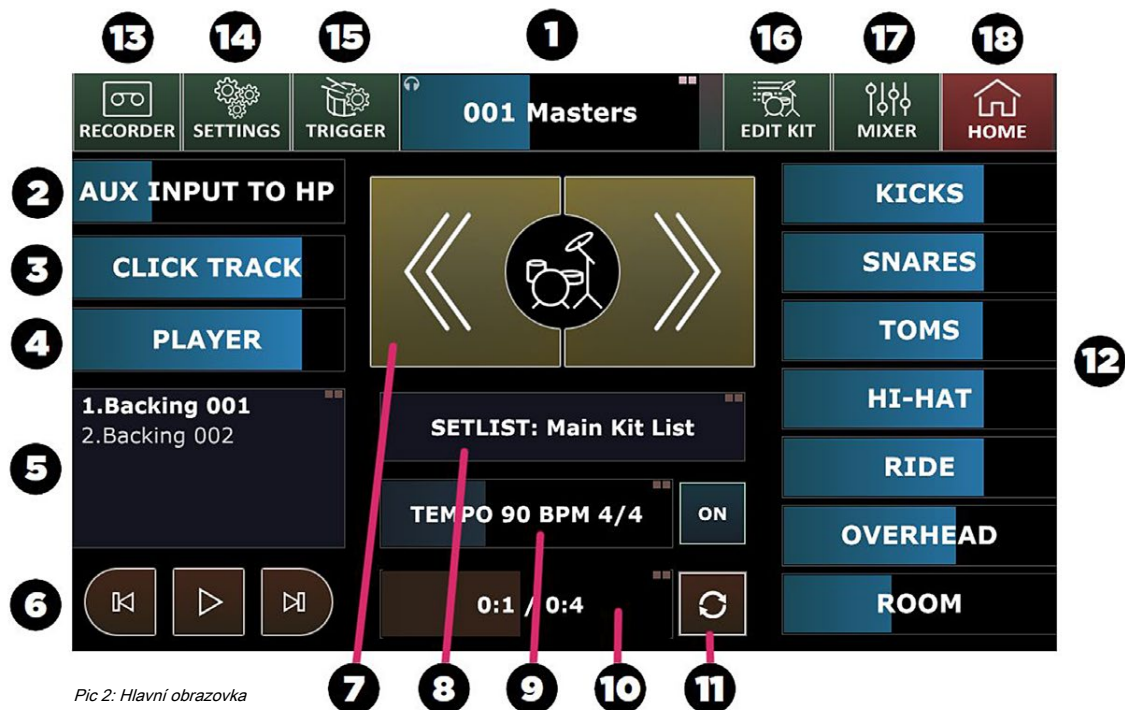 13 14 15 1 16 17 18
RECORDER SETTINGS TRIGGER 001 Masters EDIT KIT MIXER HOME
2 AUX INPUT TO HP
3 CLICK TRACK
4 PLAYER
5 1.Backing 001
2.Backing 002
6
SETLIST: Main Kit List
TEMPO 90 BPM 4/4 ON
0:1 / 0:4
KICKS
SNARES
TOMS
12
HI-HAT
RIDE
OVERHEAD
ROOM
7 8 9 10 11
Pic 2: Hlavní obrazovka